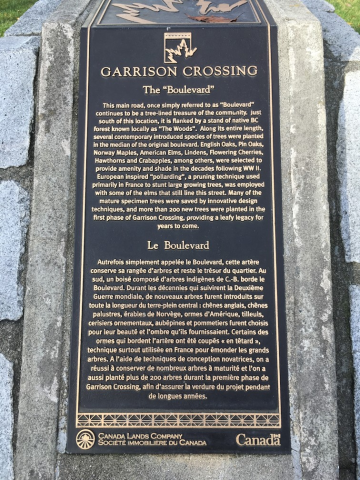 GARRISON CROSSING
The "Boulevard"
This main road, once simply referred to as "Boulevard"
continues to be a tree-lined treasure of the community. Just
south of this location, it is flanked by a stand of native BC
forest known locally as "The Woods". Along its entire length,
several contemporary introduced species of trees were planted
in the median of the original boulevard. English Oaks, Pin Oaks,
Norway Maples, American Elms, Lindens, Flowering Cherries,
Hawthorns and Crabapples, among others, were selected to
provide amenity and shade in the decades following WW II.
European inspired "pollarding", a pruning technique used
primarily in France to stunt large growing trees, was employed
with some of the elms that still line this street. Many of the
mature specimen trees were saved by innovative design
techniques, and more than 200 new trees were planted in the
first phase of Garrison Crossing, providing a leafy legacy for
years to come.
Le Boulevard
Autrefois simplement appelée le Boulevard, cette artère
conserve sa rangée d'arbres et reste le trésor du quartier. Au
sud, un boisé composé d'arbres indigènes de C.-B. borde le
Boulevard. Durant les décennies qui suivirent la Deuxième
Guerre mondiale, de nouveaux arbres furent introduits sur
toute la longueur du terre-plein central : chênes anglais, chênes
palustres, érables de Norvège, ormes d'Amérique, tilleuls,
cerisiers ornementaux, aubépines et pommetiers furent choisis
pour leur beauté et l'ombre qu'ils fournissaient. Certains des
ormes qui bordent l'artère ont été coupés « en têtard »,
technique surtout utilisée en France pour émonder les grands
arbres. À l'aide de techniques de conception novatrices, on a
réussi à conserver de nombreux arbres à maturité et l'on a
aussi planté plus de 200 arbres durant la première phase de
Garrison Crossing, afin d'assurer la verdure du projet pendant
de longues années.
CANADA LANDS COMPANY
SOCIÉTÉ IMMOBILIÈRE DU CANADA
Canada